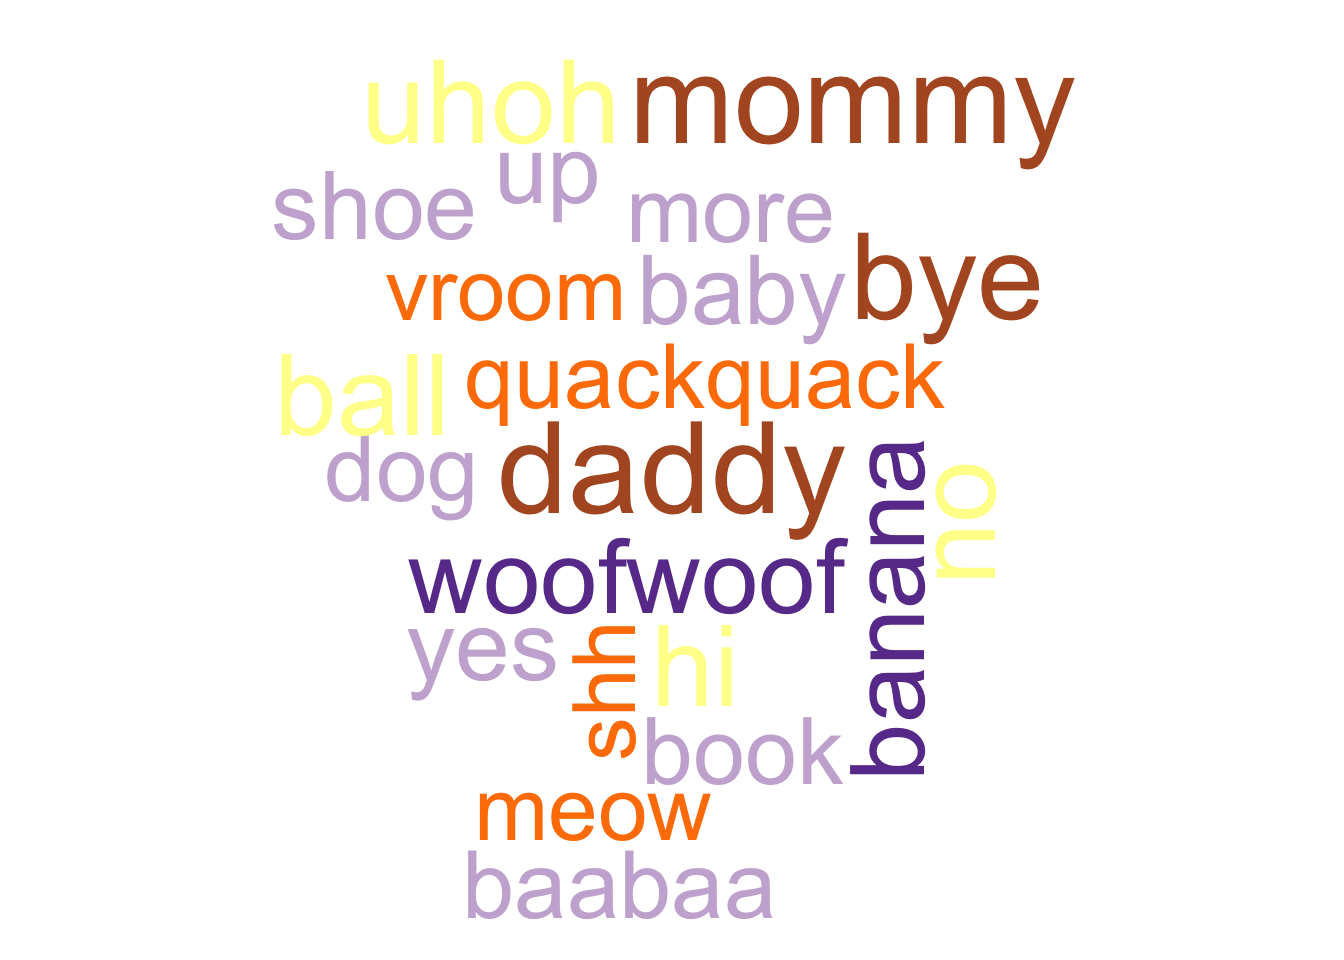 uhoh mommy
up
shoe more
vroom baby bye
ball quackquack
dog daddy
banana no
woofwoof
yes shh hi
book
meow
baabaa